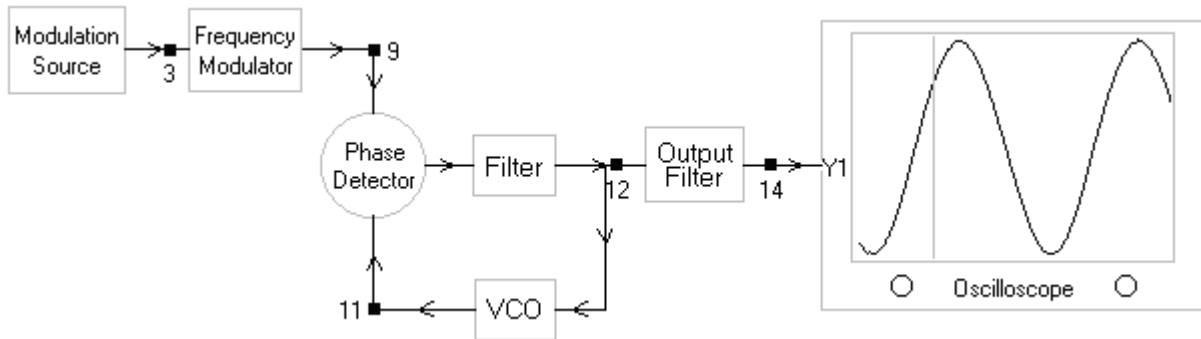 Modulation
Source
3
Frequency
Modulator
9
Phase
Detector
Filter
12
Output
Filter
14
Y1
11
VCO
Oscilloscope